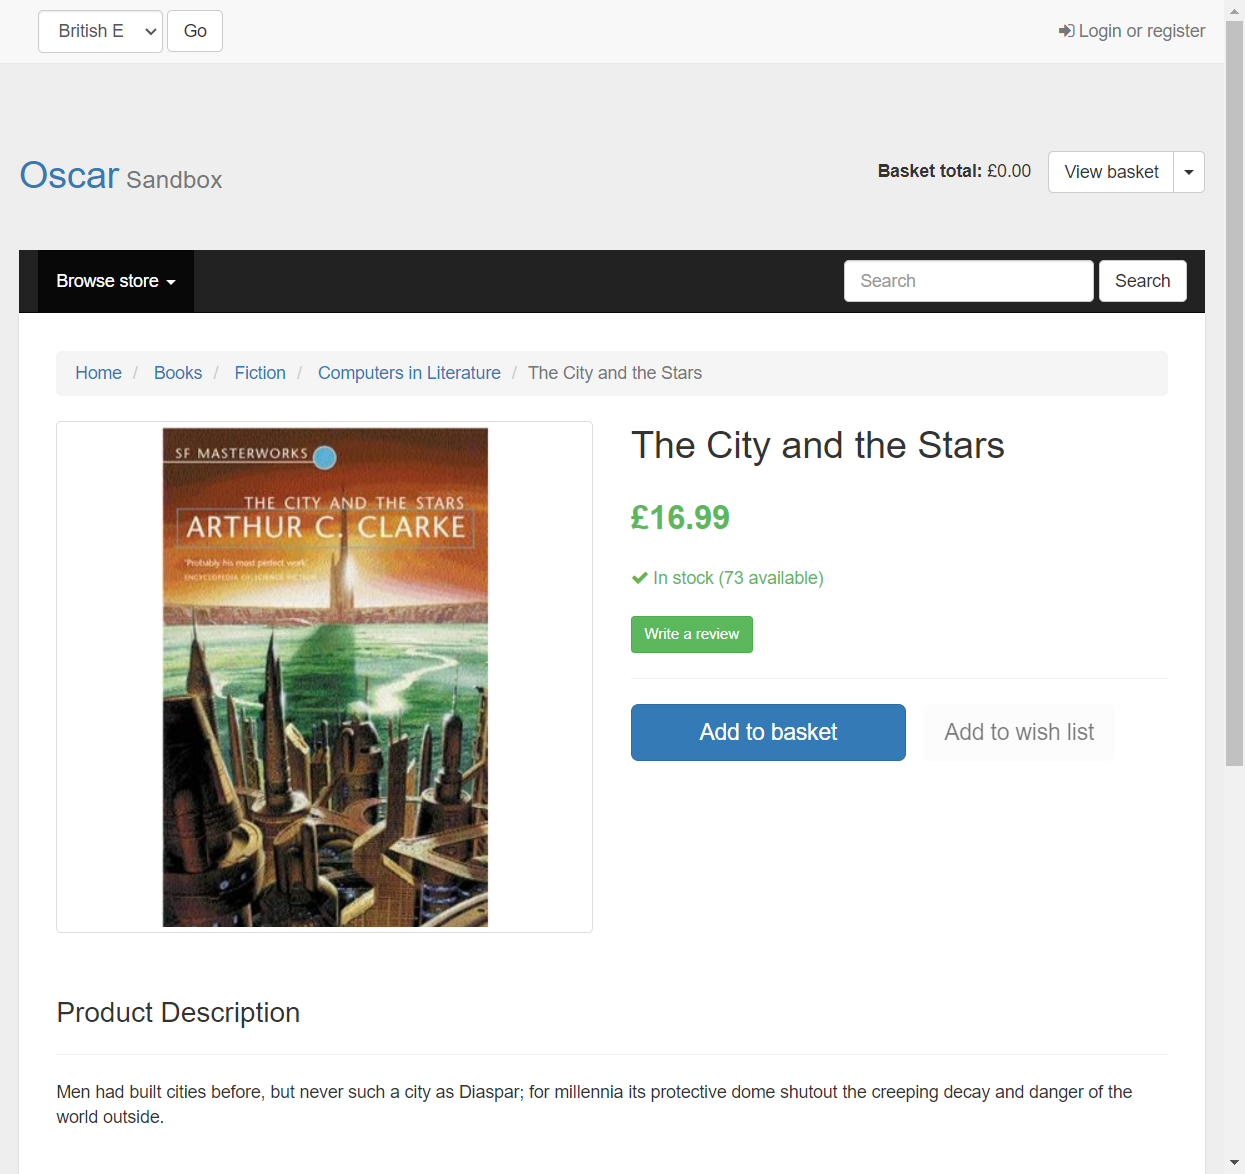 British E
Go
Login or register
Oscar Sandbox
Basket total: £0.00
View basket
Browse store
Search
Search
Home / Books / Fiction / Computers in Literature / The City and the Stars
SF MASTERWORKS
THE CITY AND THE STARS
ARTHUR C. CLARKE
'Probably his most perfect work'
ENCYCLOPEDIA OF SCIENCE FICTION
The City and the Stars
£16.99
In stock (73 available)
Write a review
Add to basket
Add to wish list
Product Description
Men had built cities before, but never such a city as Diaspar; for millennia its protective dome shutout the creeping decay and danger of the
world outside.